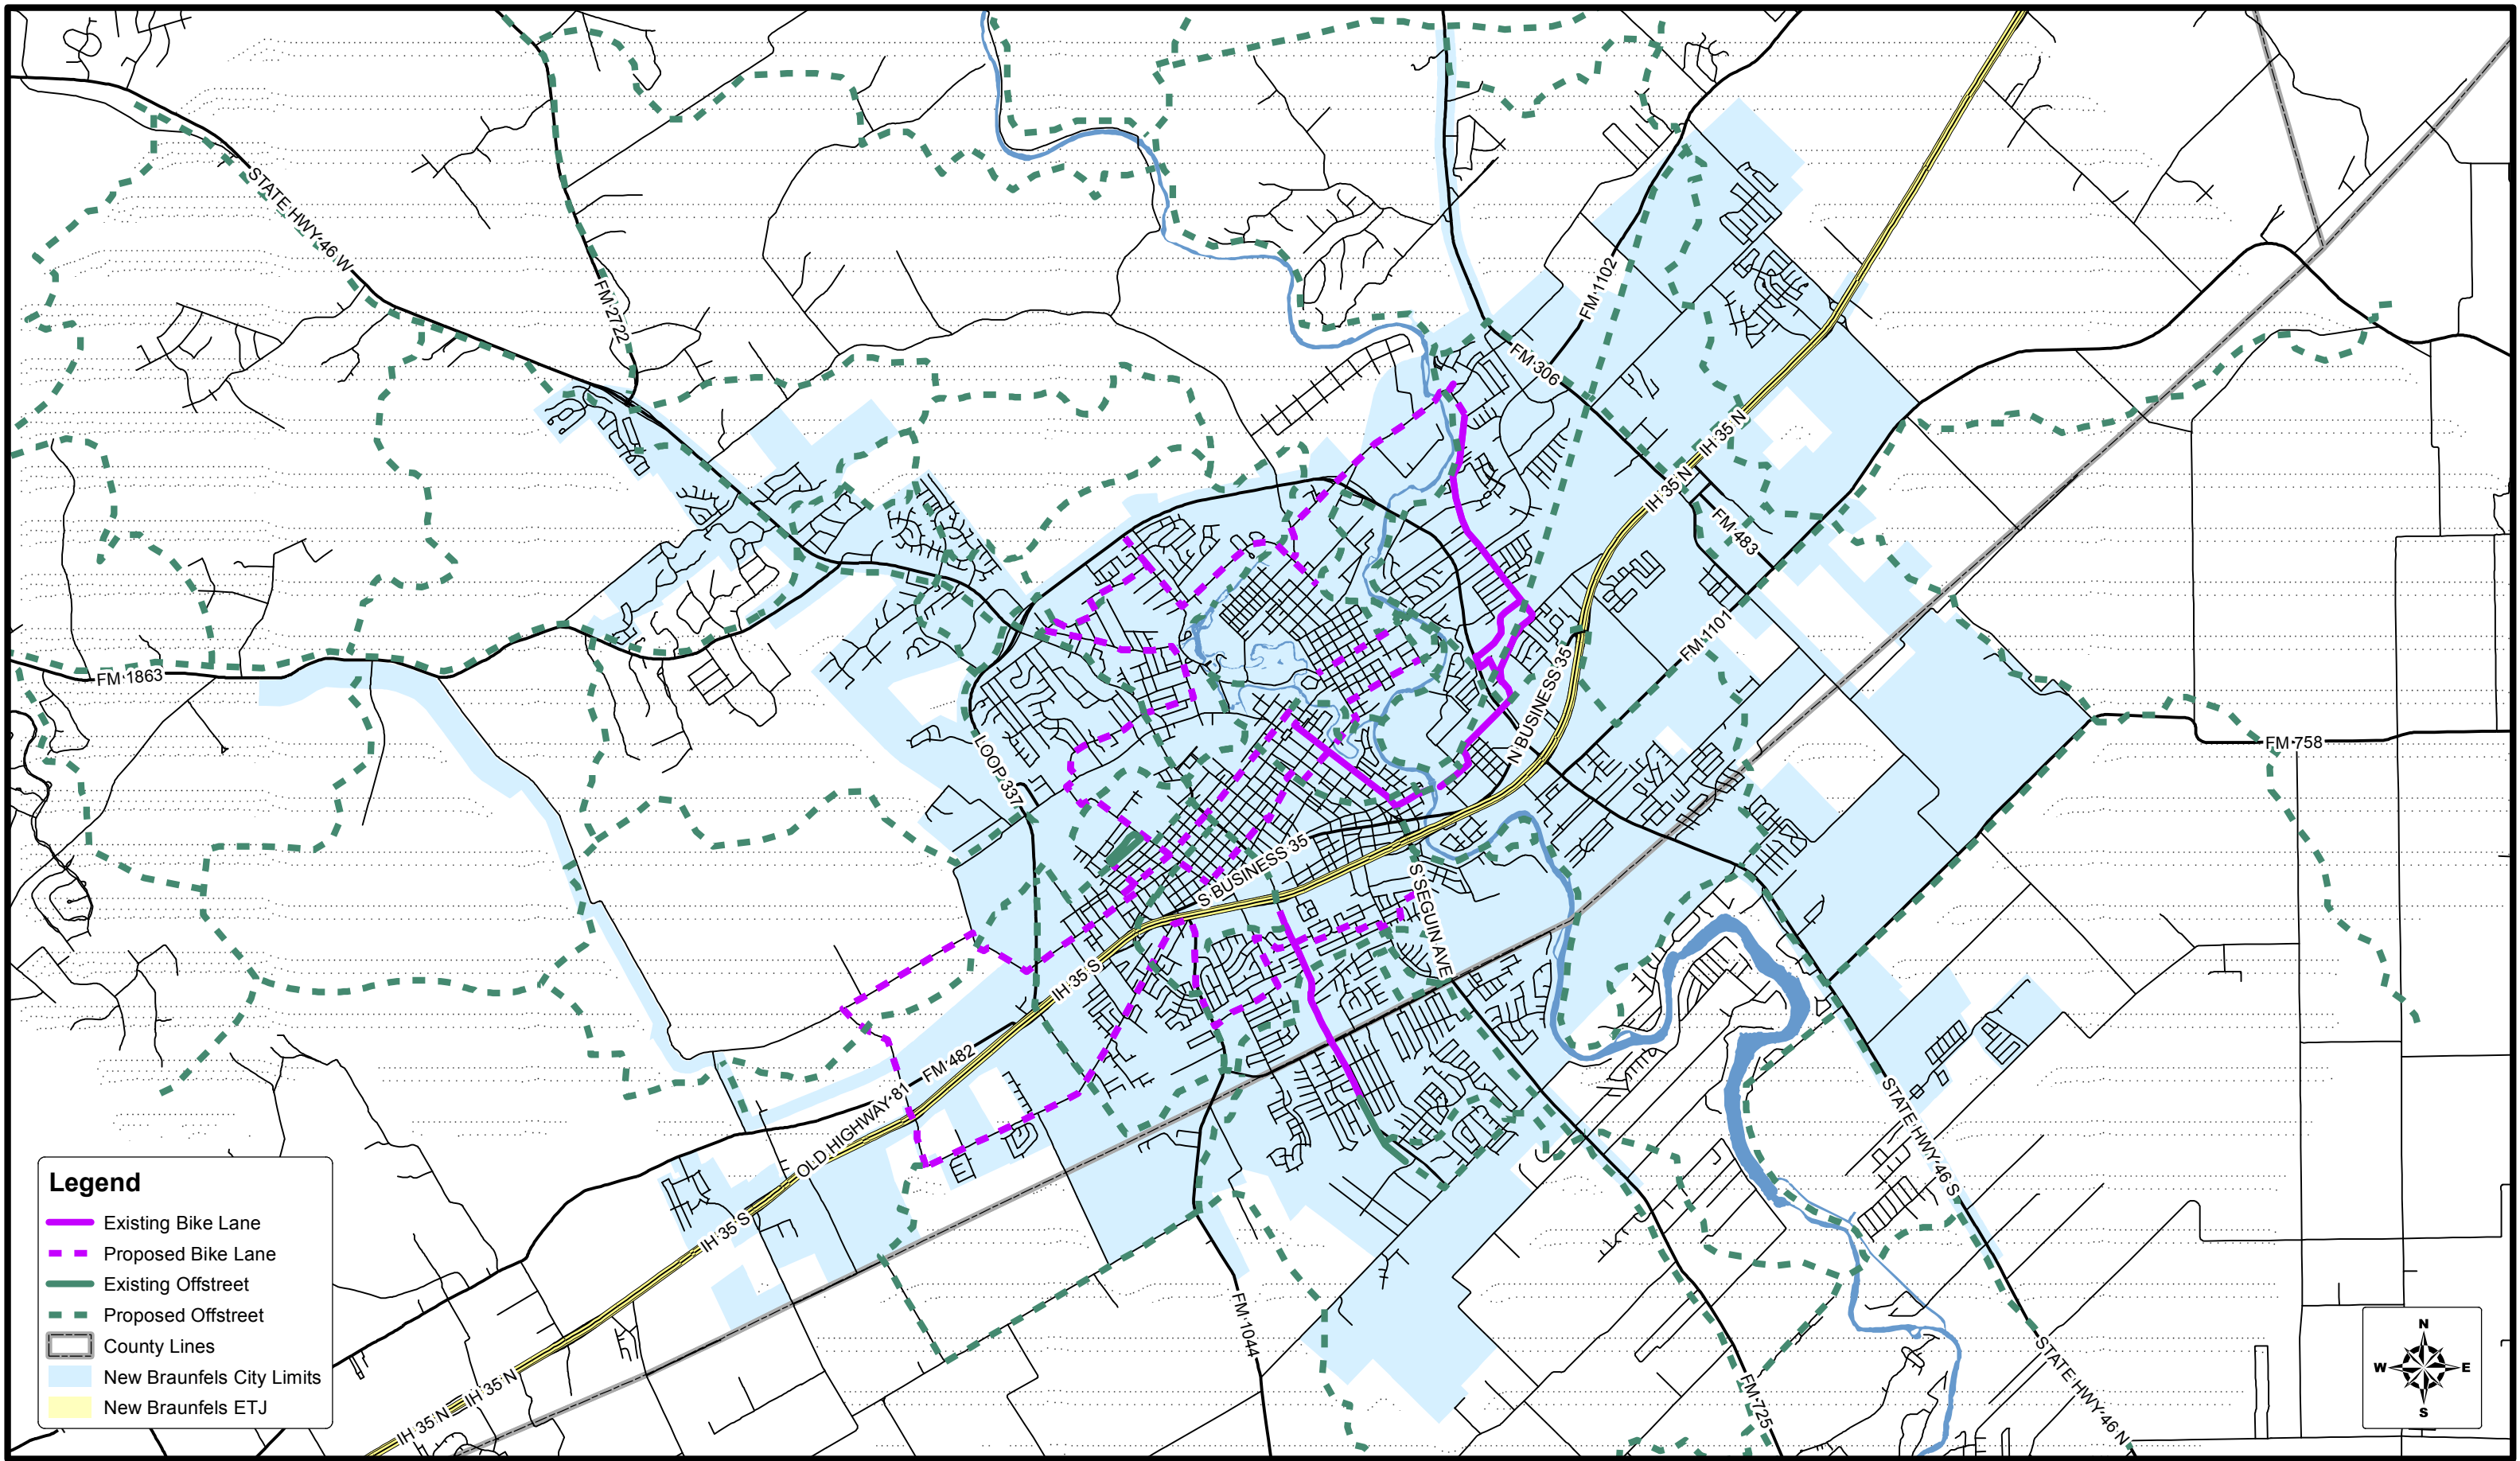 STATE HWY 46 W
FM 2722
FM 1102
FM 306
IH 35 N
IH 35 N
FM 483
FM 1101
FM 1863
N BUSINESS 35
FM 758
LOOP 337
S BUSINESS 35
S SEGUIN AVE
IH 35 S
FM 482
OLD HIGHWAY 81
STATE HWY 46 S
IH 35 S
FM 1044
STATE HWY 46 N
FM 725
IH 35 N
IH 35 N
Legend
Existing Bike Lane
Proposed Bike Lane
Existing Offstreet
Proposed Offstreet
County Lines
New Braunfels City Limits
New Braunfels ETJ
N
W E
S